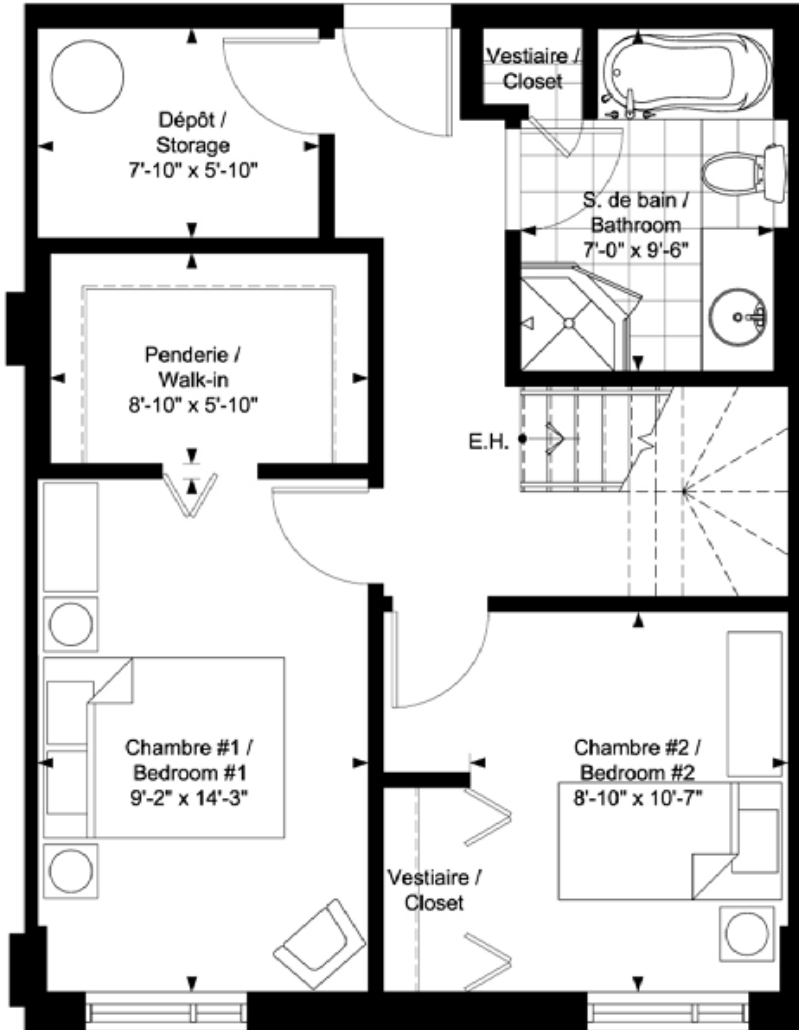 Vestiaire /
Closet
Dépôt /
Storage
7'-10" x 5'-10"
S. de bain /
Bathroom
7'-0" x 9'-6"
Penderie /
Walk-in
8'-10" x 5'-10"
E.H.
Chambre #1 /
Bedroom #1
9'-2" x 14'-3"
Chambre #2 /
Bedroom #2
8'-10" x 10'-7"
Vestiaire /
Closet